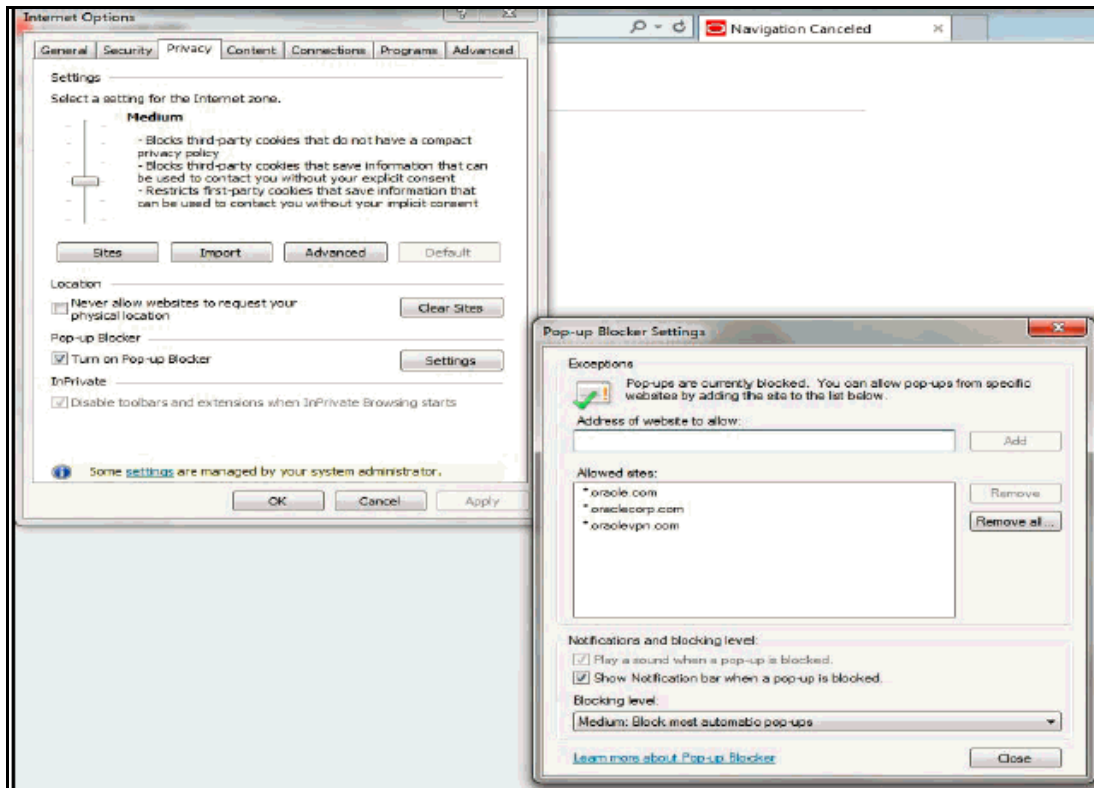 Internet Options
Navigation Canceled
General Security Privacy Content Connections Programs Advanced
Settings
Select a setting for the Internet zone.
Medium
- Blocks third-party cookies that do not have a compact
privacy policy
- Blocks third-party cookies that save information that can
be used to contact you without your explicit consent
- Restricts first-party cookies that save information that
can be used to contact you without your implicit consent
Sites Import Advanced Default
Location
Never allow websites to request your
physical location
Clear Sites
Pop-up Blocker
Turn on Pop-up Blocker
Settings
InPrivate
Disable toolbars and extensions when InPrivate Browsing starts
Some settings are managed by your system administrator.
OK Cancel Apply
Pop-up Blocker Settings
Exceptions
Pop-ups are currently blocked. You can allow pop-ups from specific
websites by adding the site to the list below.
Address of website to allow:
Add
Allowed sites:
*.oracle.com
*.oraclecorp.com
*.oraclevpn.com
Remove
Remove all...
Notifications and blocking level:
Play a sound when a pop-up is blocked.
Show Notification bar when a pop-up is blocked.
Blocking level:
Medium: Block most automatic pop-ups
Learn more about Pop-up Blocker
Close